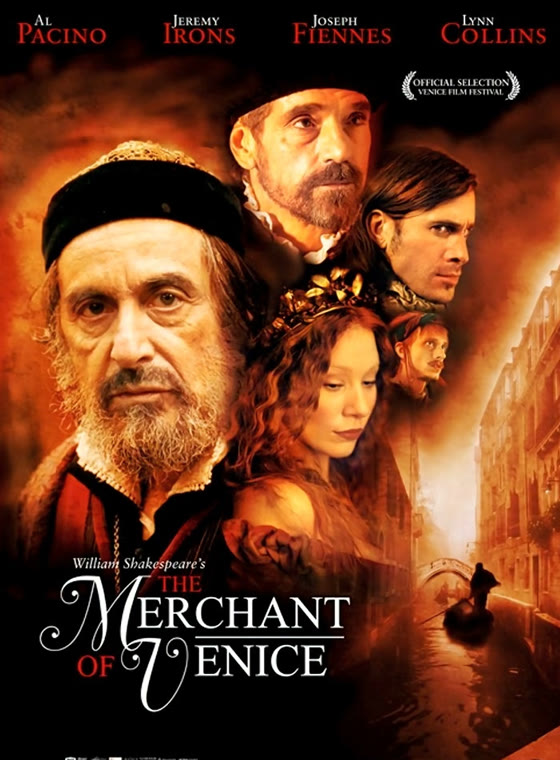 AL JEREMY JOSEPH LYNN
PACINO IRONS FIENNES COLLINS
OFFICIAL SELECTION
VENICE FILM FESTIVAL
William Shakespeare's
THE
MERCHANT
OF VENICE